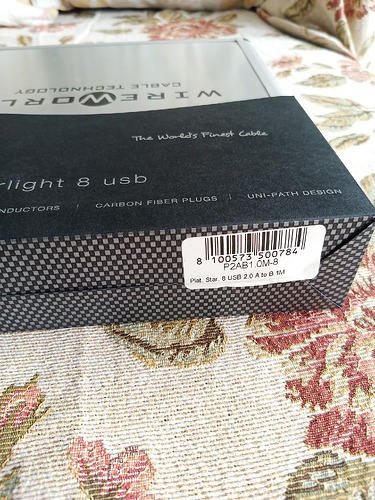 WIREWORL
CABLE TECHNOLOGY
The World's Finest Cable
rlight 8 usb
NDUCTORS | CARBON FIBER PLUGS | UNI-PATH DESIGN
8 100573 500784
P2AB1.0M-8
Plat. Star. 8 USB 2.0 A to B 1M